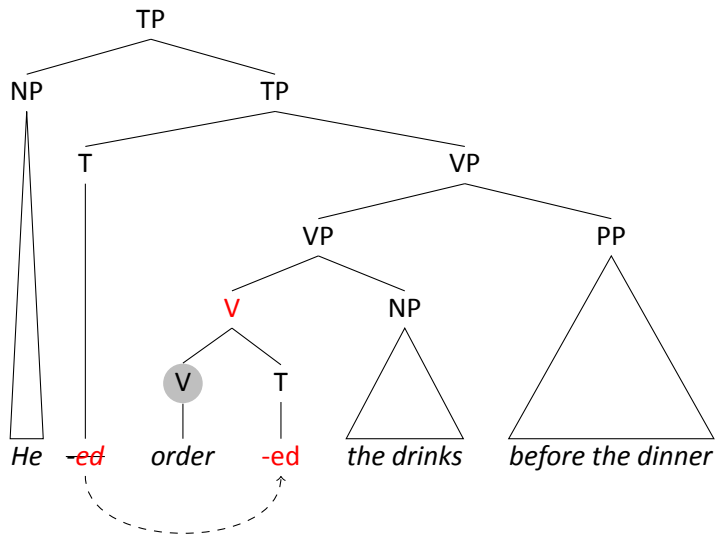 TP
NP TP
T VP
VP PP
V NP
V T
He -ed order -ed the drinks before the dinner